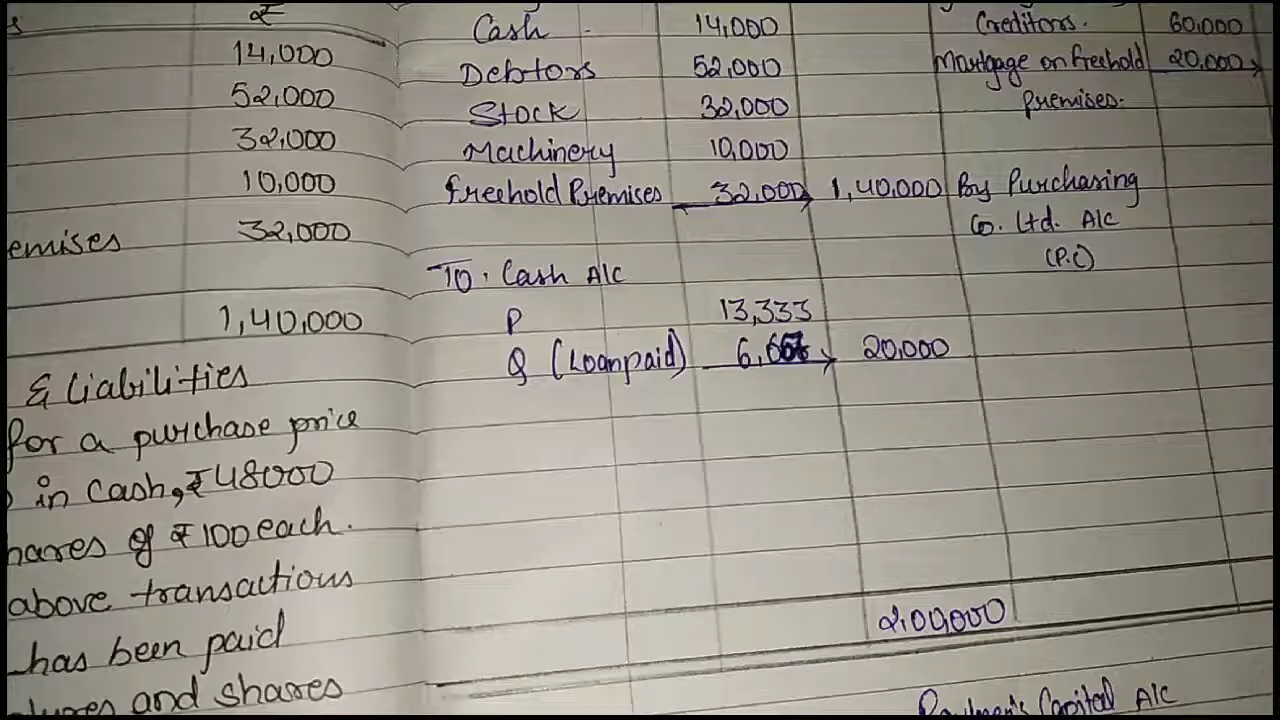 ₹
14,000
52,000
32,000
10,000
emises 32,000
1,40,000
& Liabilities
for a purchase price
in Cash, ₹48000
hares of ₹100 each.
above transactions
has been paid
and shares
Cash - 14,000 Creditors. 60,000
Debtors 52,000 Mortgage on freehold 20,000
Stock 32,000 Premises.
Machinery 10,000
freehold Premises 32,000 1,40,000 By Purchasing
Co. Ltd. A/c
To. Cash A/c (P.C)
P 13,333
Q (Loan paid) 20,000
2,00,000
Capital A/c